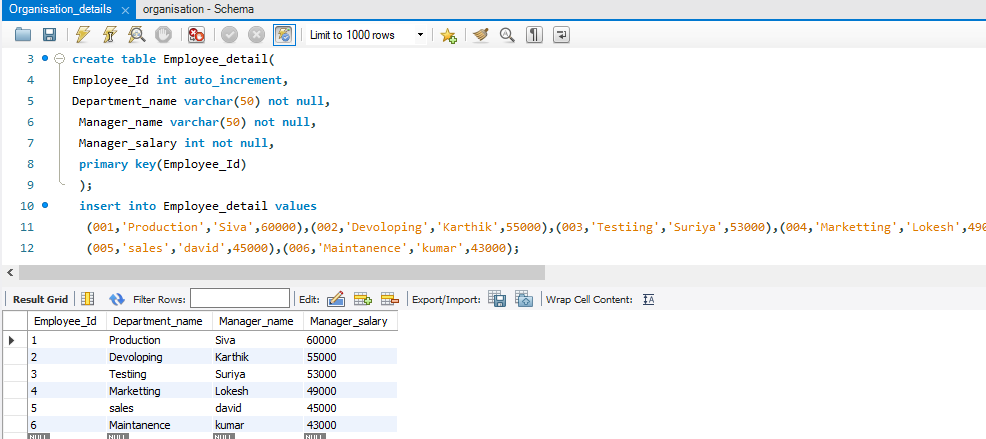 Organisation_details × organisation - Schema
Limit to 1000 rows
3 create table Employee_detail(
4 Employee_Id int auto_increment,
5 Department_name varchar(50) not null,
6 Manager_name varchar(50) not null,
7 Manager_salary int not null,
8 primary key(Employee_Id)
9 );
10 insert into Employee_detail values
11 (001,'Production','Siva',60000),(002,'Devoloping','Karthik',55000),(003,'Testiing','Suriya',53000),(004,'Marketting','Lokesh',490
12 (005,'sales','david',45000),(006,'Maintanence','kumar',43000);
Result Grid Filter Rows: Edit: Export/Import: Wrap Cell Content: IA
Employee_Id Department_name Manager_name Manager_salary
1 Production Siva 60000
2 Devoloping Karthik 55000
3 Testiing Suriya 53000
4 Marketting Lokesh 49000
5 sales david 45000
6 Maintanence kumar 43000
NULL NULL NULL NULL